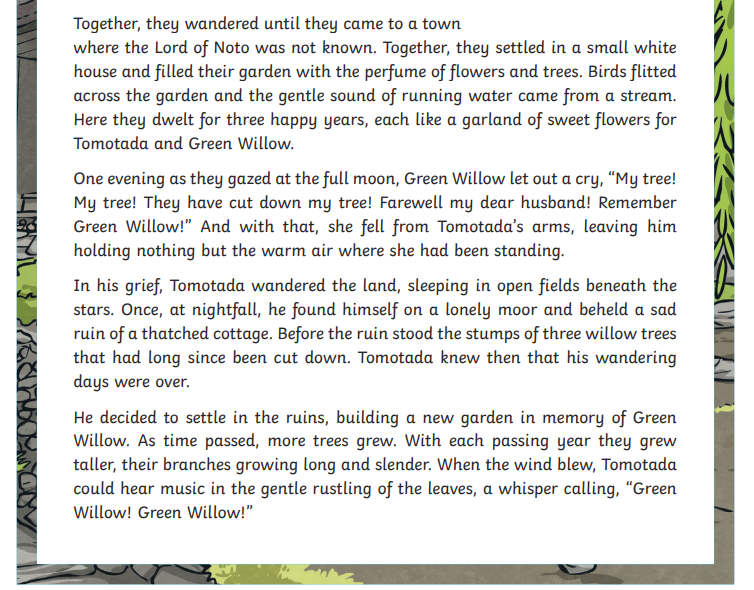 Together, they wandered until they came to a town
where the Lord of Noto was not known. Together, they settled in a small white
house and filled their garden with the perfume of flowers and trees. Birds flitted
across the garden and the gentle sound of running water came from a stream.
Here they dwelt for three happy years, each like a garland of sweet flowers for
Tomotada and Green Willow.
One evening as they gazed at the full moon, Green Willow let out a cry, “My tree!
My tree! They have cut down my tree! Farewell my dear husband! Remember
Green Willow!” And with that, she fell from Tomotada’s arms, leaving him
holding nothing but the warm air where she had been standing.
In his grief, Tomotada wandered the land, sleeping in open fields beneath the
stars. Once, at nightfall, he found himself on a lonely moor and beheld a sad
ruin of a thatched cottage. Before the ruin stood the stumps of three willow trees
that had long since been cut down. Tomotada knew then that his wandering
days were over.
He decided to settle in the ruins, building a new garden in memory of Green
Willow. As time passed, more trees grew. With each passing year they grew
taller, their branches growing long and slender. When the wind blew, Tomotada
could hear music in the gentle rustling of the leaves, a whisper calling, “Green
Willow! Green Willow!”